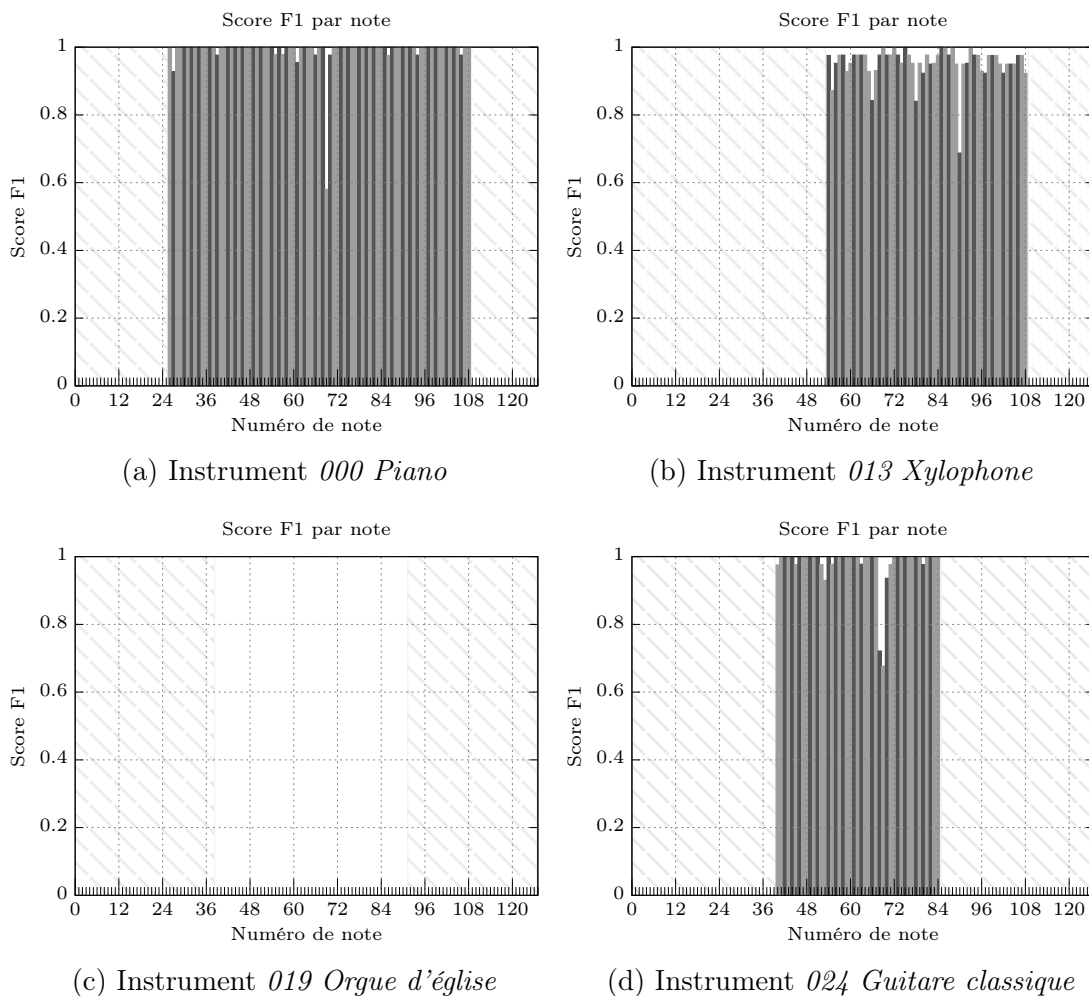 Score F1 par note
Score F1 par note
1
0.8
0.6
0.4
0.2
0
Score F1
0 12 24 36 48 60 72 84 96 108 120
Numéro de note
1
0.8
0.6
0.4
0.2
0
Score F1
0 12 24 36 48 60 72 84 96 108 120
Numéro de note
(a) Instrument 000 Piano
(b) Instrument 013 Xylophone
Score F1 par note
Score F1 par note
1
0.8
0.6
0.4
0.2
0
Score F1
0 12 24 36 48 60 72 84 96 108 120
Numéro de note
1
0.8
0.6
0.4
0.2
0
Score F1
0 12 24 36 48 60 72 84 96 108 120
Numéro de note
(c) Instrument 019 Orgue d'église
(d) Instrument 024 Guitare classique